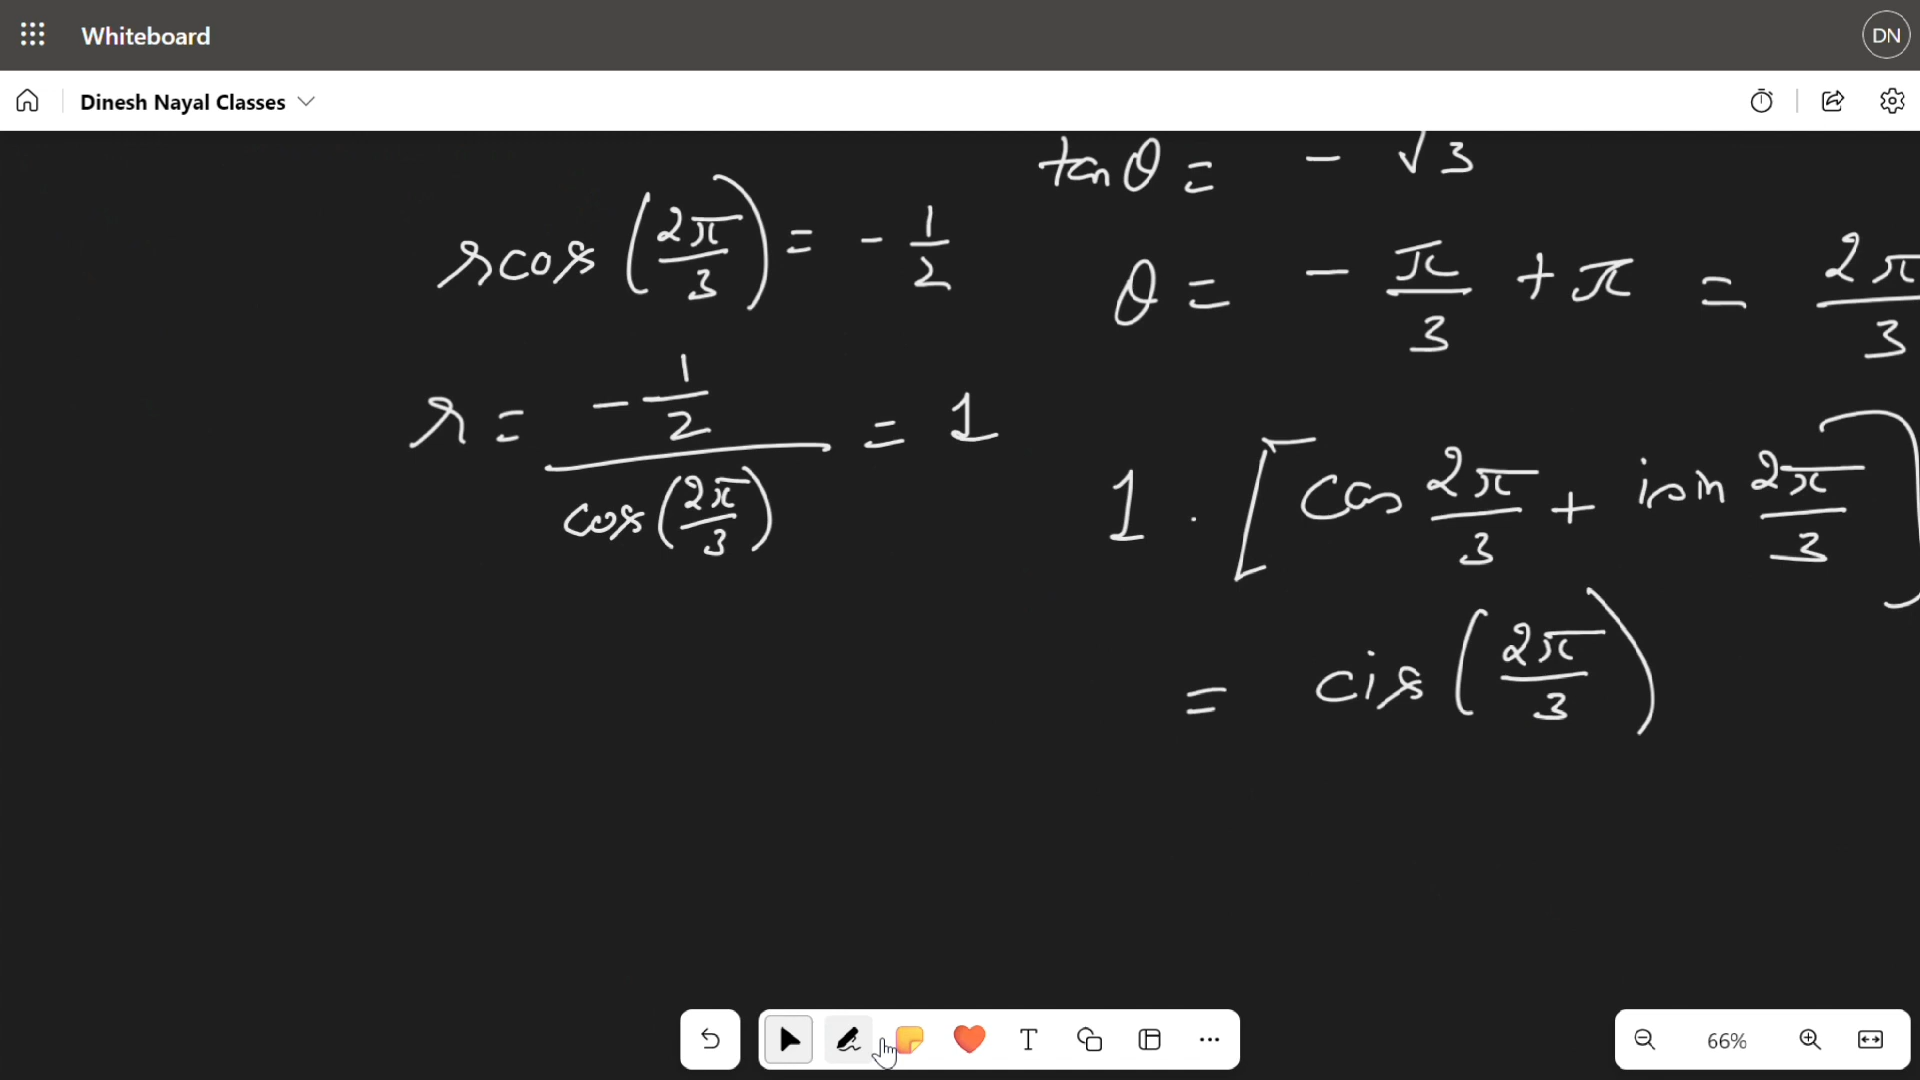 Whiteboard
DN
Dinesh Nayal Classes
r cos (2π/3) = - 1/2
r = (- 1/2) / cos (2π/3) = 1
tan θ = - √3
θ = - π/3 + π = 2π/3
1 . [cos 2π/3 + i sin 2π/3]
= cis (2π/3)
T
66%